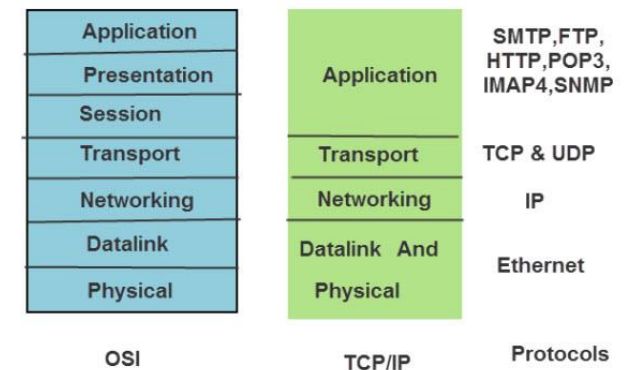 Application
Presentation
Session
Transport
Networking
Datalink
Physical
OSI
Application
Transport
Networking
Datalink And
Physical
TCP/IP
SMTP,FTP,
HTTP,POP3,
IMAP4,SNMP
TCP & UDP
IP
Ethernet
Protocols